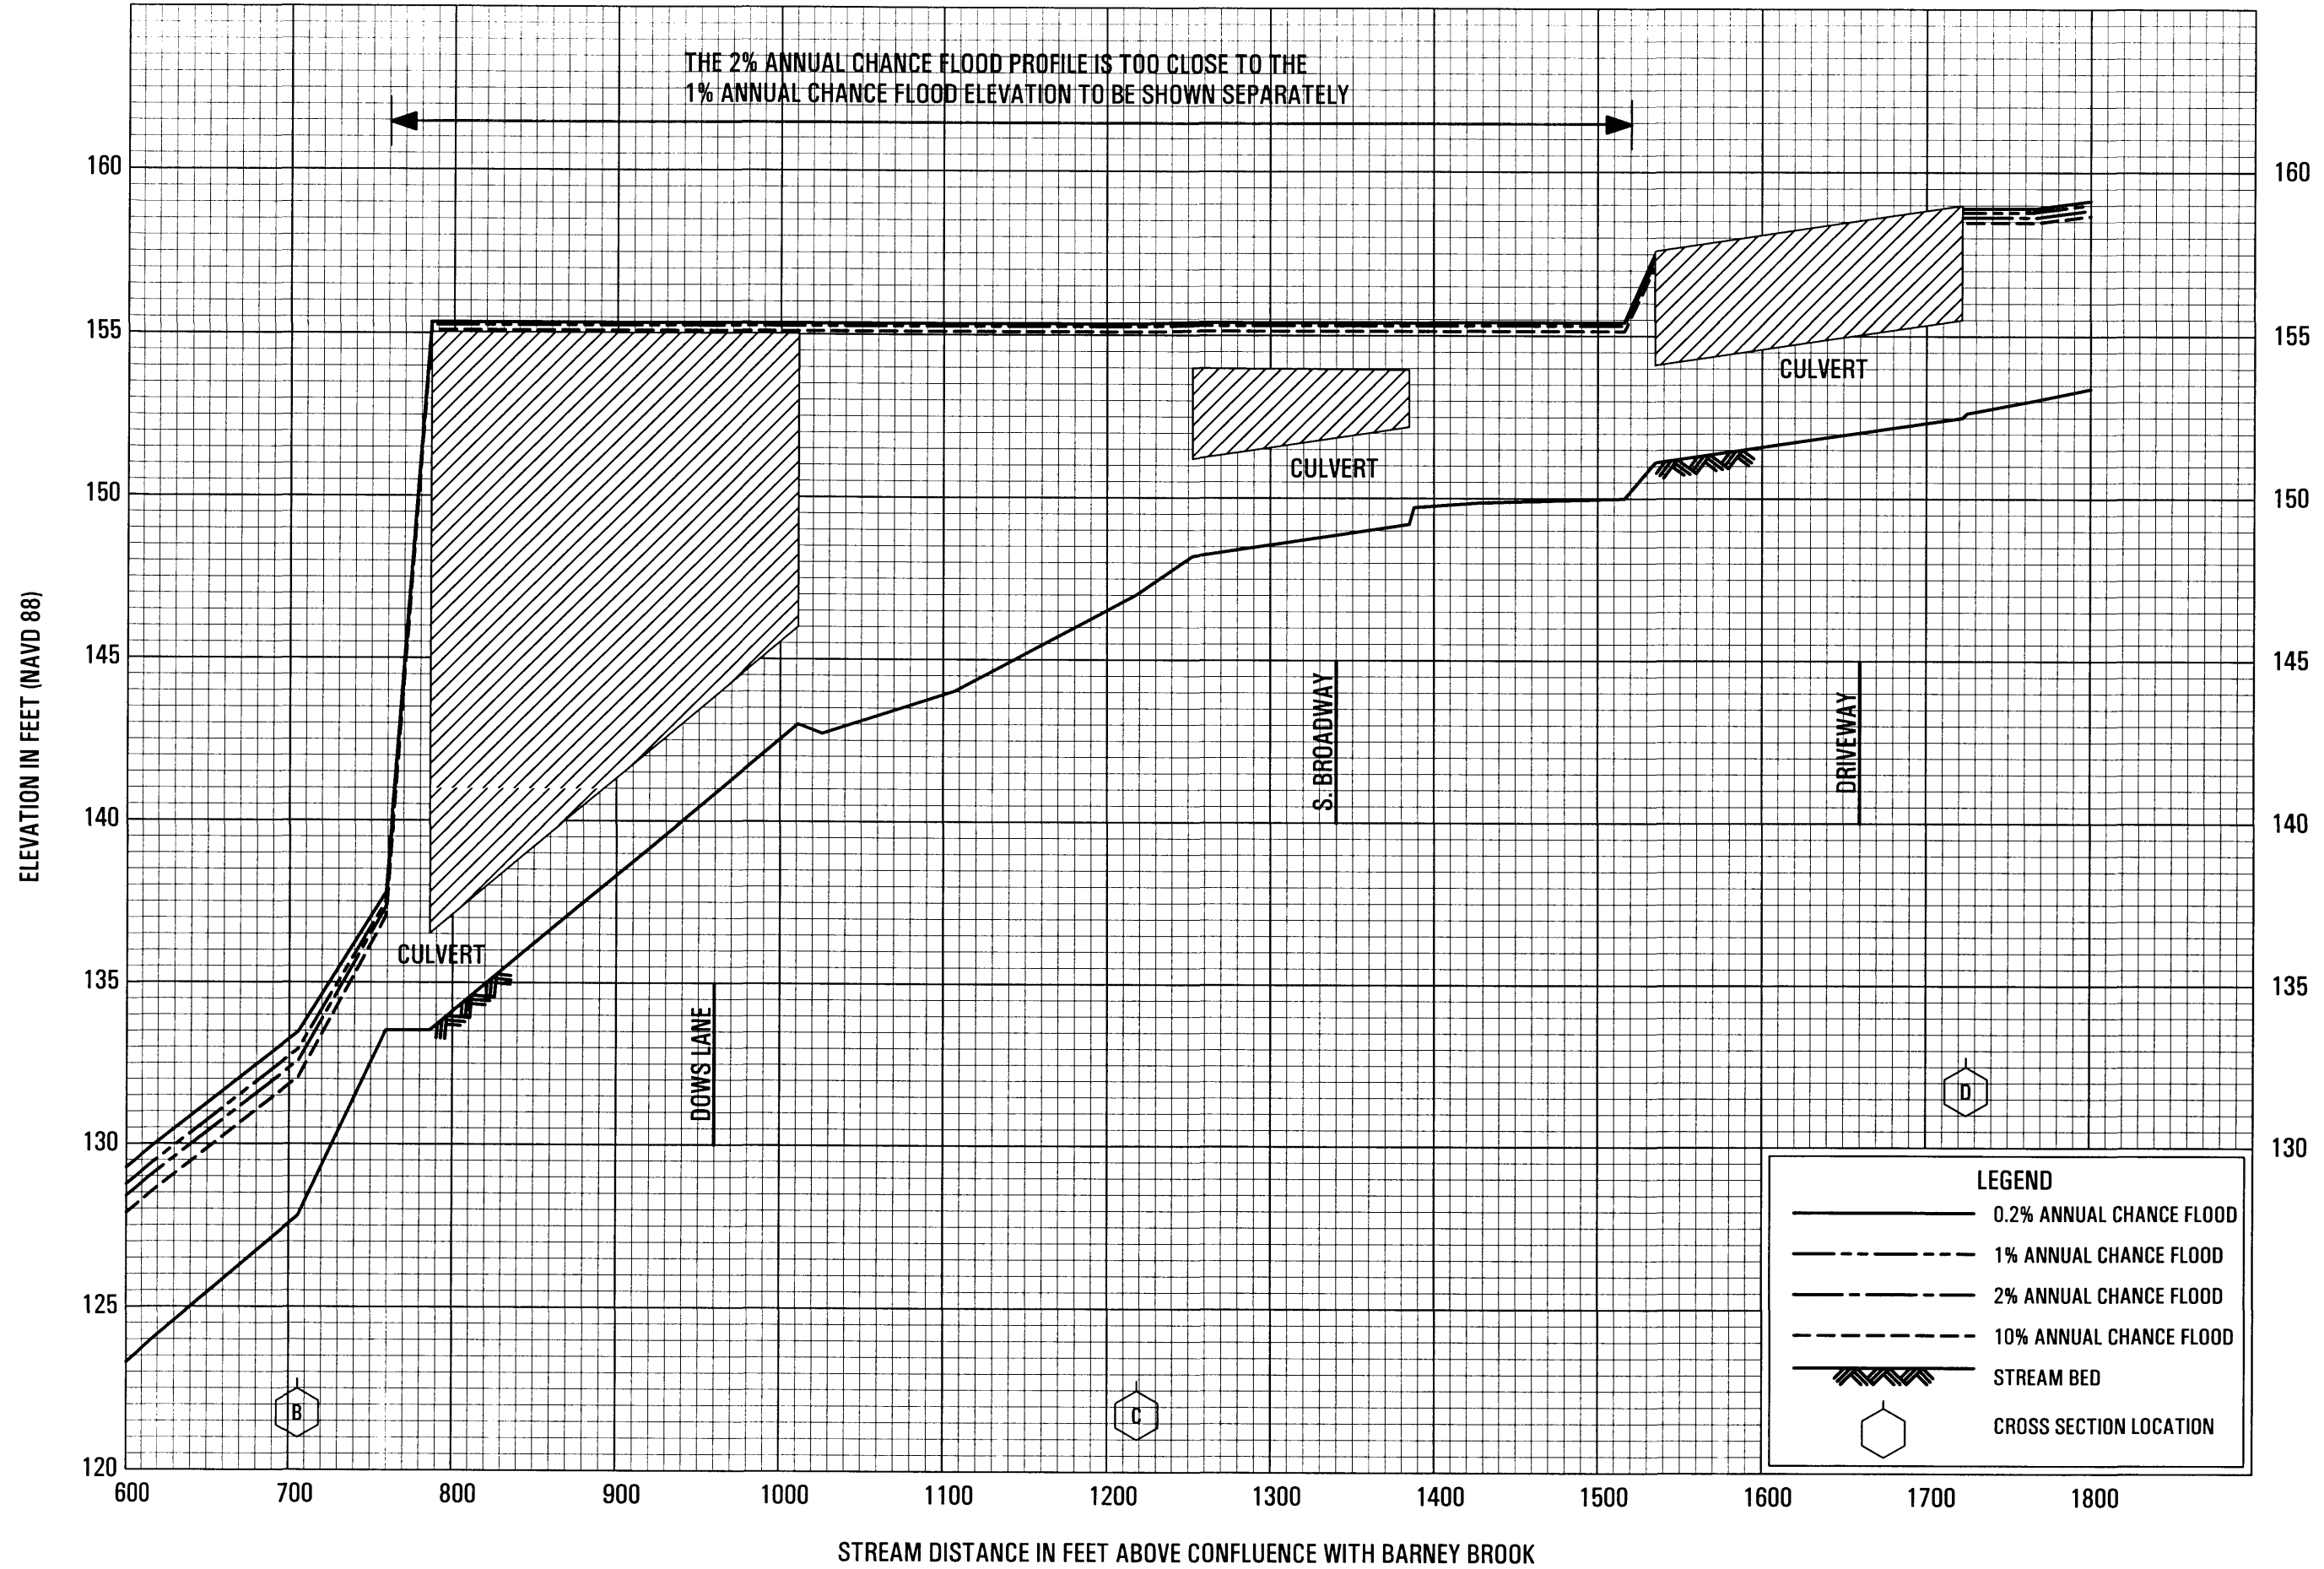 THE 2% ANNUAL CHANCE FLOOD PROFILE IS TOO CLOSE TO THE
1% ANNUAL CHANCE FLOOD ELEVATION TO BE SHOWN SEPARATELY
160
160
155
155
CULVERT
CULVERT
150
150
145
145
S. BROADWAY
DRIVEWAY
140
140
CULVERT
135
135
DOWS LANE
D
130
130
125
B
C
120
ELEVATION IN FEET (NAVD 88)
LEGEND
0.2% ANNUAL CHANCE FLOOD
1% ANNUAL CHANCE FLOOD
2% ANNUAL CHANCE FLOOD
10% ANNUAL CHANCE FLOOD
STREAM BED
CROSS SECTION LOCATION
600 700 800 900 1000 1100 1200 1300 1400 1500 1600 1700 1800
STREAM DISTANCE IN FEET ABOVE CONFLUENCE WITH BARNEY BROOK